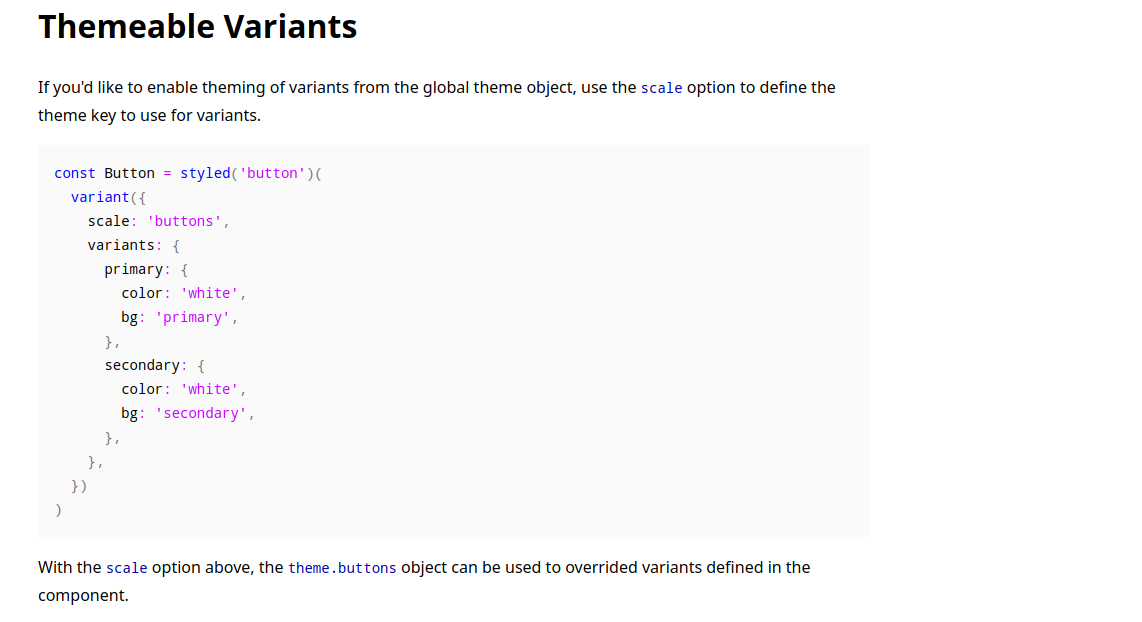 Themeable Variants
If you'd like to enable theming of variants from the global theme object, use the scale option to define the
theme key to use for variants.
const Button = styled('button')(
  variant({
    scale: 'buttons',
    variants: {
      primary: {
        color: 'white',
        bg: 'primary',
      },
      secondary: {
        color: 'white',
        bg: 'secondary',
      },
    },
  })
)
With the scale option above, the theme.buttons object can be used to overrided variants defined in the
component.